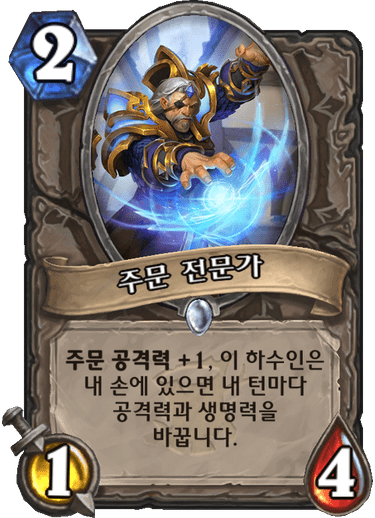 2
주문 전문가
주문 공격력 +1, 이 하수인은
내 손에 있으면 내 턴마다
공격력과 생명력을
바꿉니다.
1
4